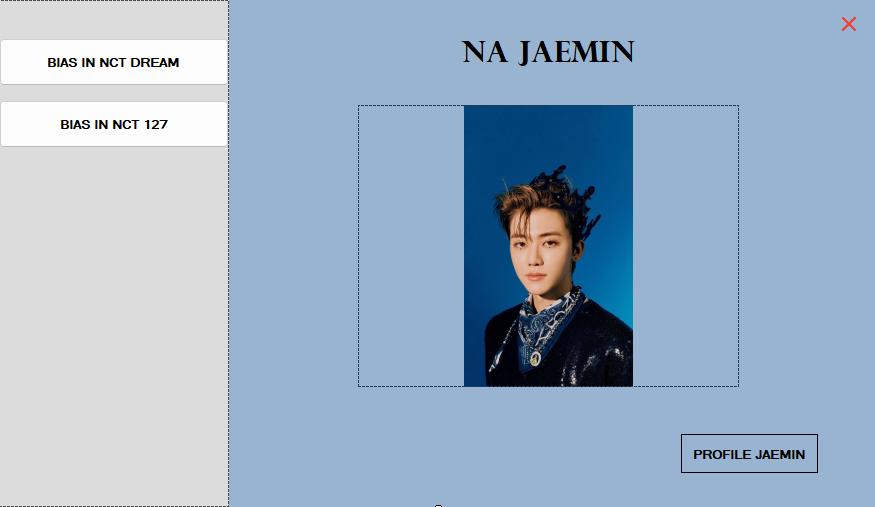 BIAS IN NCT DREAM
BIAS IN NCT 127
NA JAEMIN
PROFILE JAEMIN